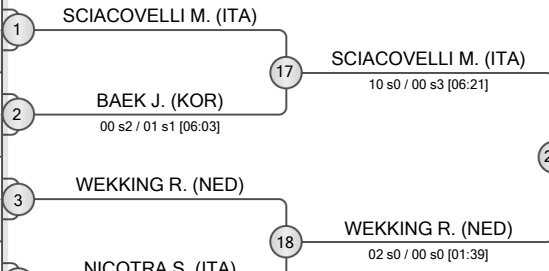 SCIACOVELLI M. (ITA)
1
17
SCIACOVELLI M. (ITA)
10 s0 / 00 s3 [06:21]
BAEK J. (KOR)
2
00 s2 / 01 s1 [06:03]
WEKKING R. (NED)
3
18
WEKKING R. (NED)
02 s0 / 00 s0 [01:39]
NICOTRA S. (ITA)